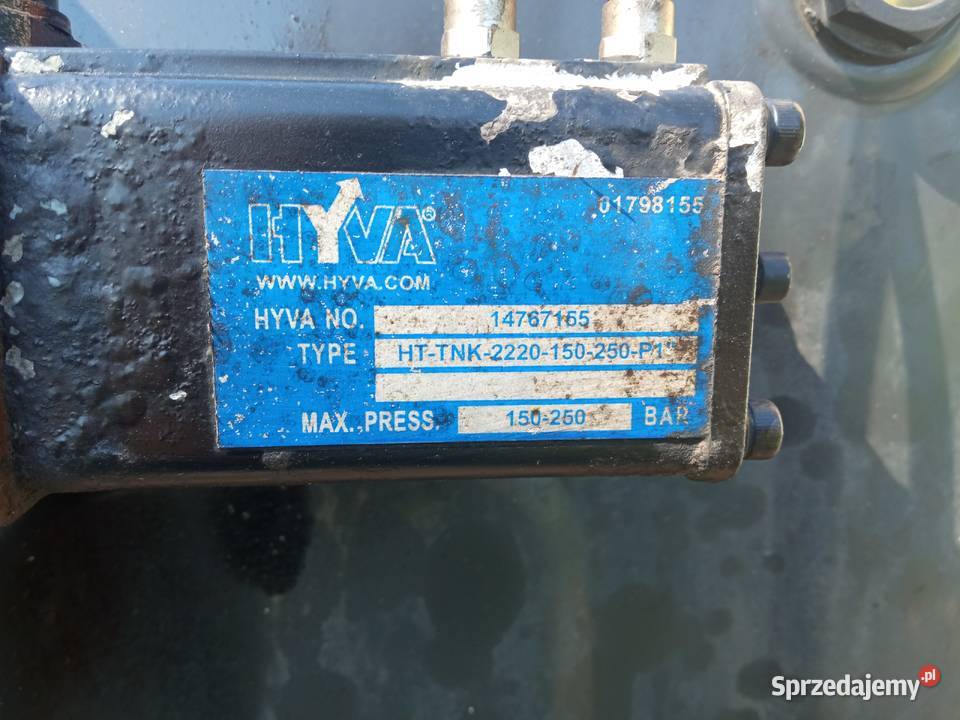 HYVA®
01798155
WWW.HYVA.COM
HYVA NO. 14767155
TYPE HT-TNK-2220-150-250-P1"
MAX. PRESS. 150-250 BAR
Sprzedajemy.pl